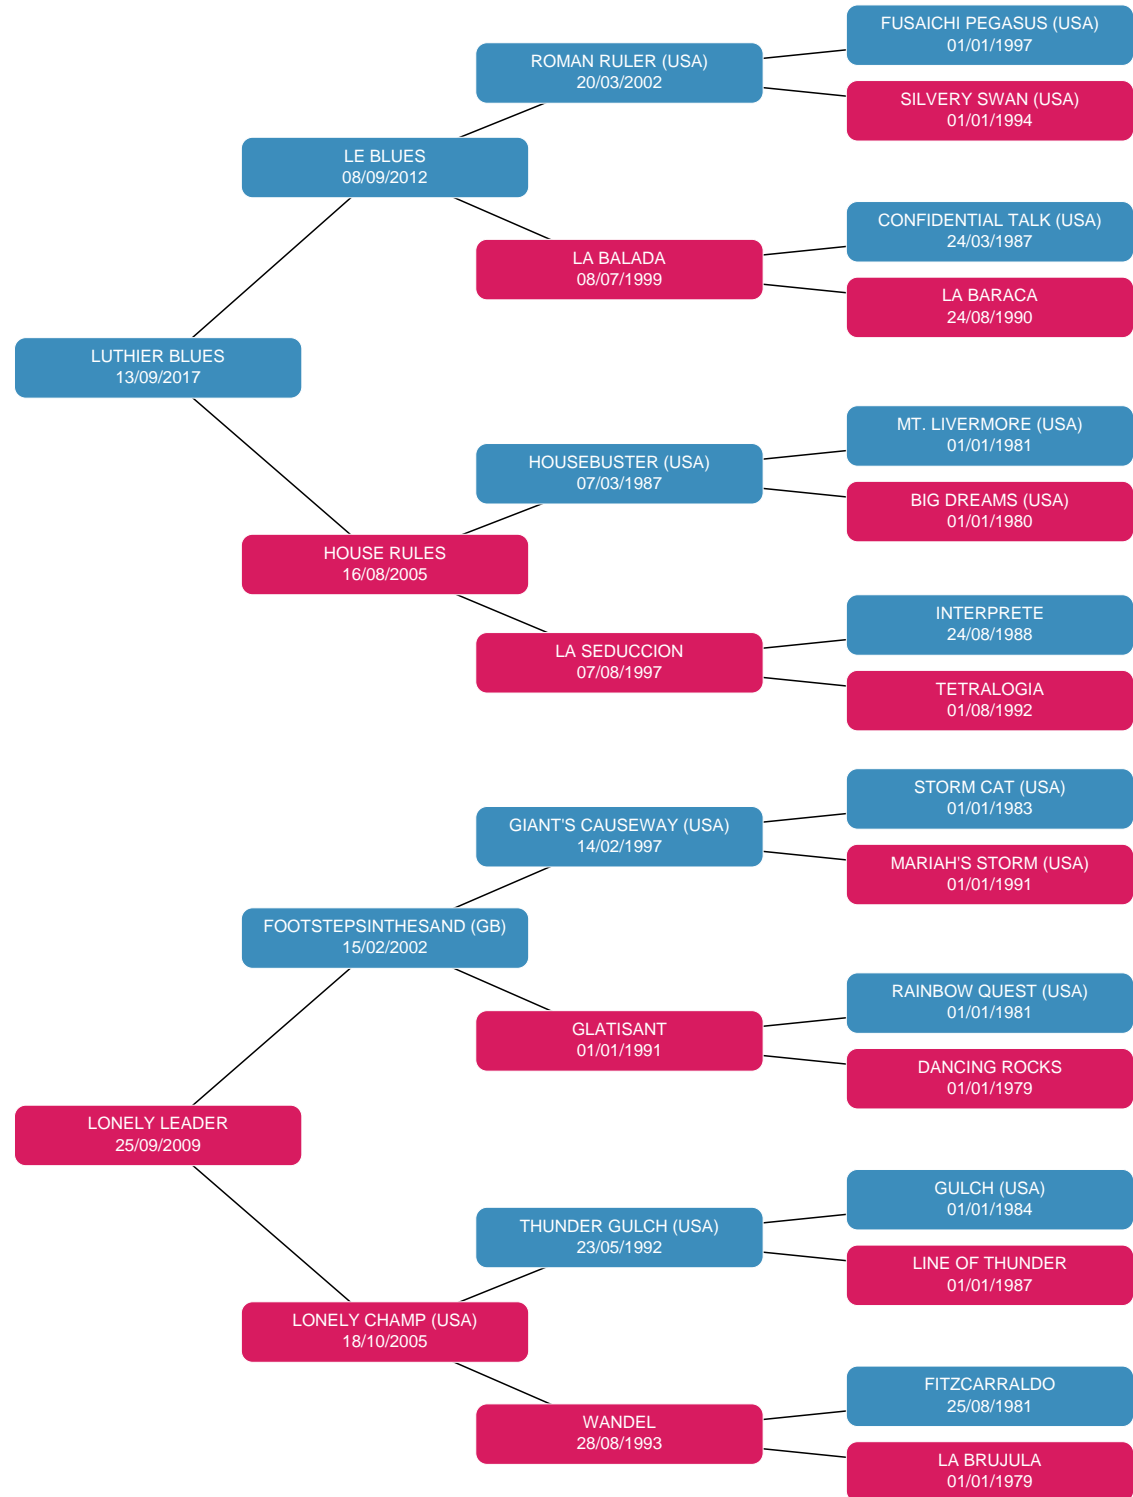 FUSAICHI PEGASUS (USA)
01/01/1997
ROMAN RULER (USA)
20/03/2002
SILVERY SWAN (USA)
01/01/1994
LE BLUES
08/09/2012
CONFIDENTIAL TALK (USA)
24/03/1987
LA BALADA
08/07/1999
LA BARACA
24/08/1990
LUTHIER BLUES
13/09/2017
MT. LIVERMORE (USA)
01/01/1981
HOUSEBUSTER (USA)
07/03/1987
BIG DREAMS (USA)
01/01/1980
HOUSE RULES
16/08/2005
INTERPRETE
24/08/1988
LA SEDUCCION
07/08/1997
TETRALOGIA
01/08/1992
STORM CAT (USA)
01/01/1983
GIANT'S CAUSEWAY (USA)
14/02/1997
MARIAH'S STORM (USA)
01/01/1991
FOOTSTEPSINTHESAND (GB)
15/02/2002
RAINBOW QUEST (USA)
01/01/1981
GLATISANT
01/01/1991
DANCING ROCKS
01/01/1979
LONELY LEADER
25/09/2009
GULCH (USA)
01/01/1984
THUNDER GULCH (USA)
23/05/1992
LINE OF THUNDER
01/01/1987
LONELY CHAMP (USA)
18/10/2005
FITZCARRALDO
25/08/1981
WANDEL
28/08/1993
LA BRUJULA
01/01/1979